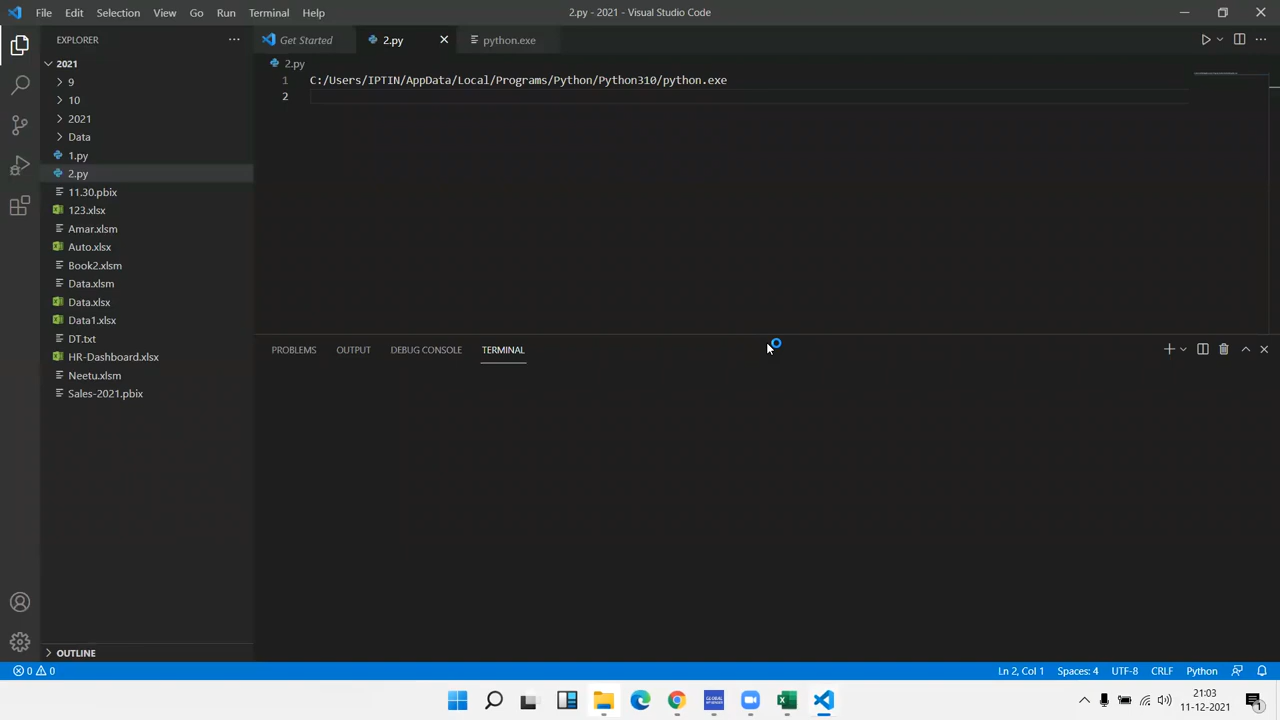 File Edit Selection View Go Run Terminal Help
2.py - 2021 - Visual Studio Code
EXPLORER
Get Started
2.py
python.exe
2021
2.py
1 C:/Users/IPTIN/AppData/Local/Programs/Python/Python310/python.exe
2
9
10
2021
Data
1.py
2.py
11.30.pbix
123.xlsx
Amar.xlsm
Auto.xlsx
Book2.xlsm
Data.xlsm
Data.xlsx
Data1.xlsx
DT.txt
HR-Dashboard.xlsx
Neetu.xlsm
Sales-2021.pbix
PROBLEMS OUTPUT DEBUG CONSOLE TERMINAL
OUTLINE
0 0
Ln 2, Col 1 Spaces: 4 UTF-8 CRLF Python
GLOBAL
21:03
11-12-2021
1